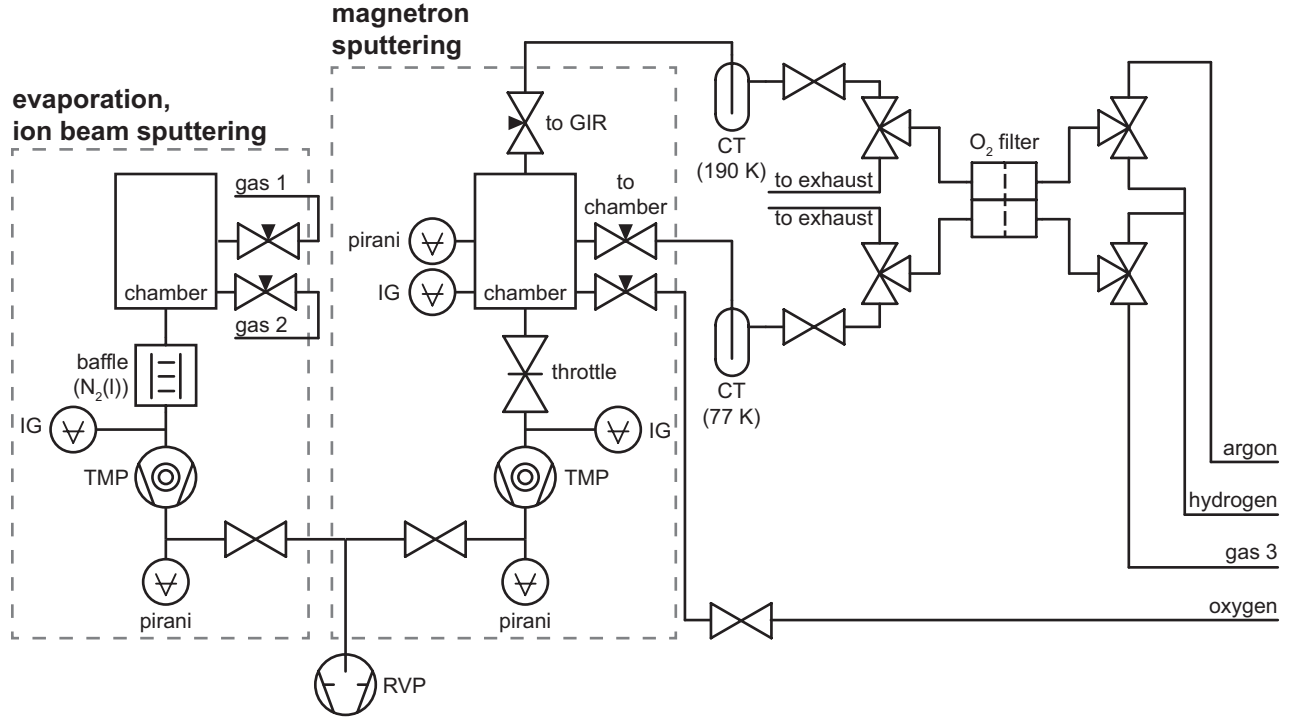 magnetron
sputtering
evaporation,
ion beam sputtering
to GIR
CT
(190 K)
O2 filter
to exhaust
to exhaust
gas 1
to
chamber
pirani
IG
chamber
chamber
gas 2
baffle
(N2(l))
throttle
CT
(77 K)
IG
IG
TMP
TMP
argon
hydrogen
gas 3
oxygen
pirani
pirani
RVP